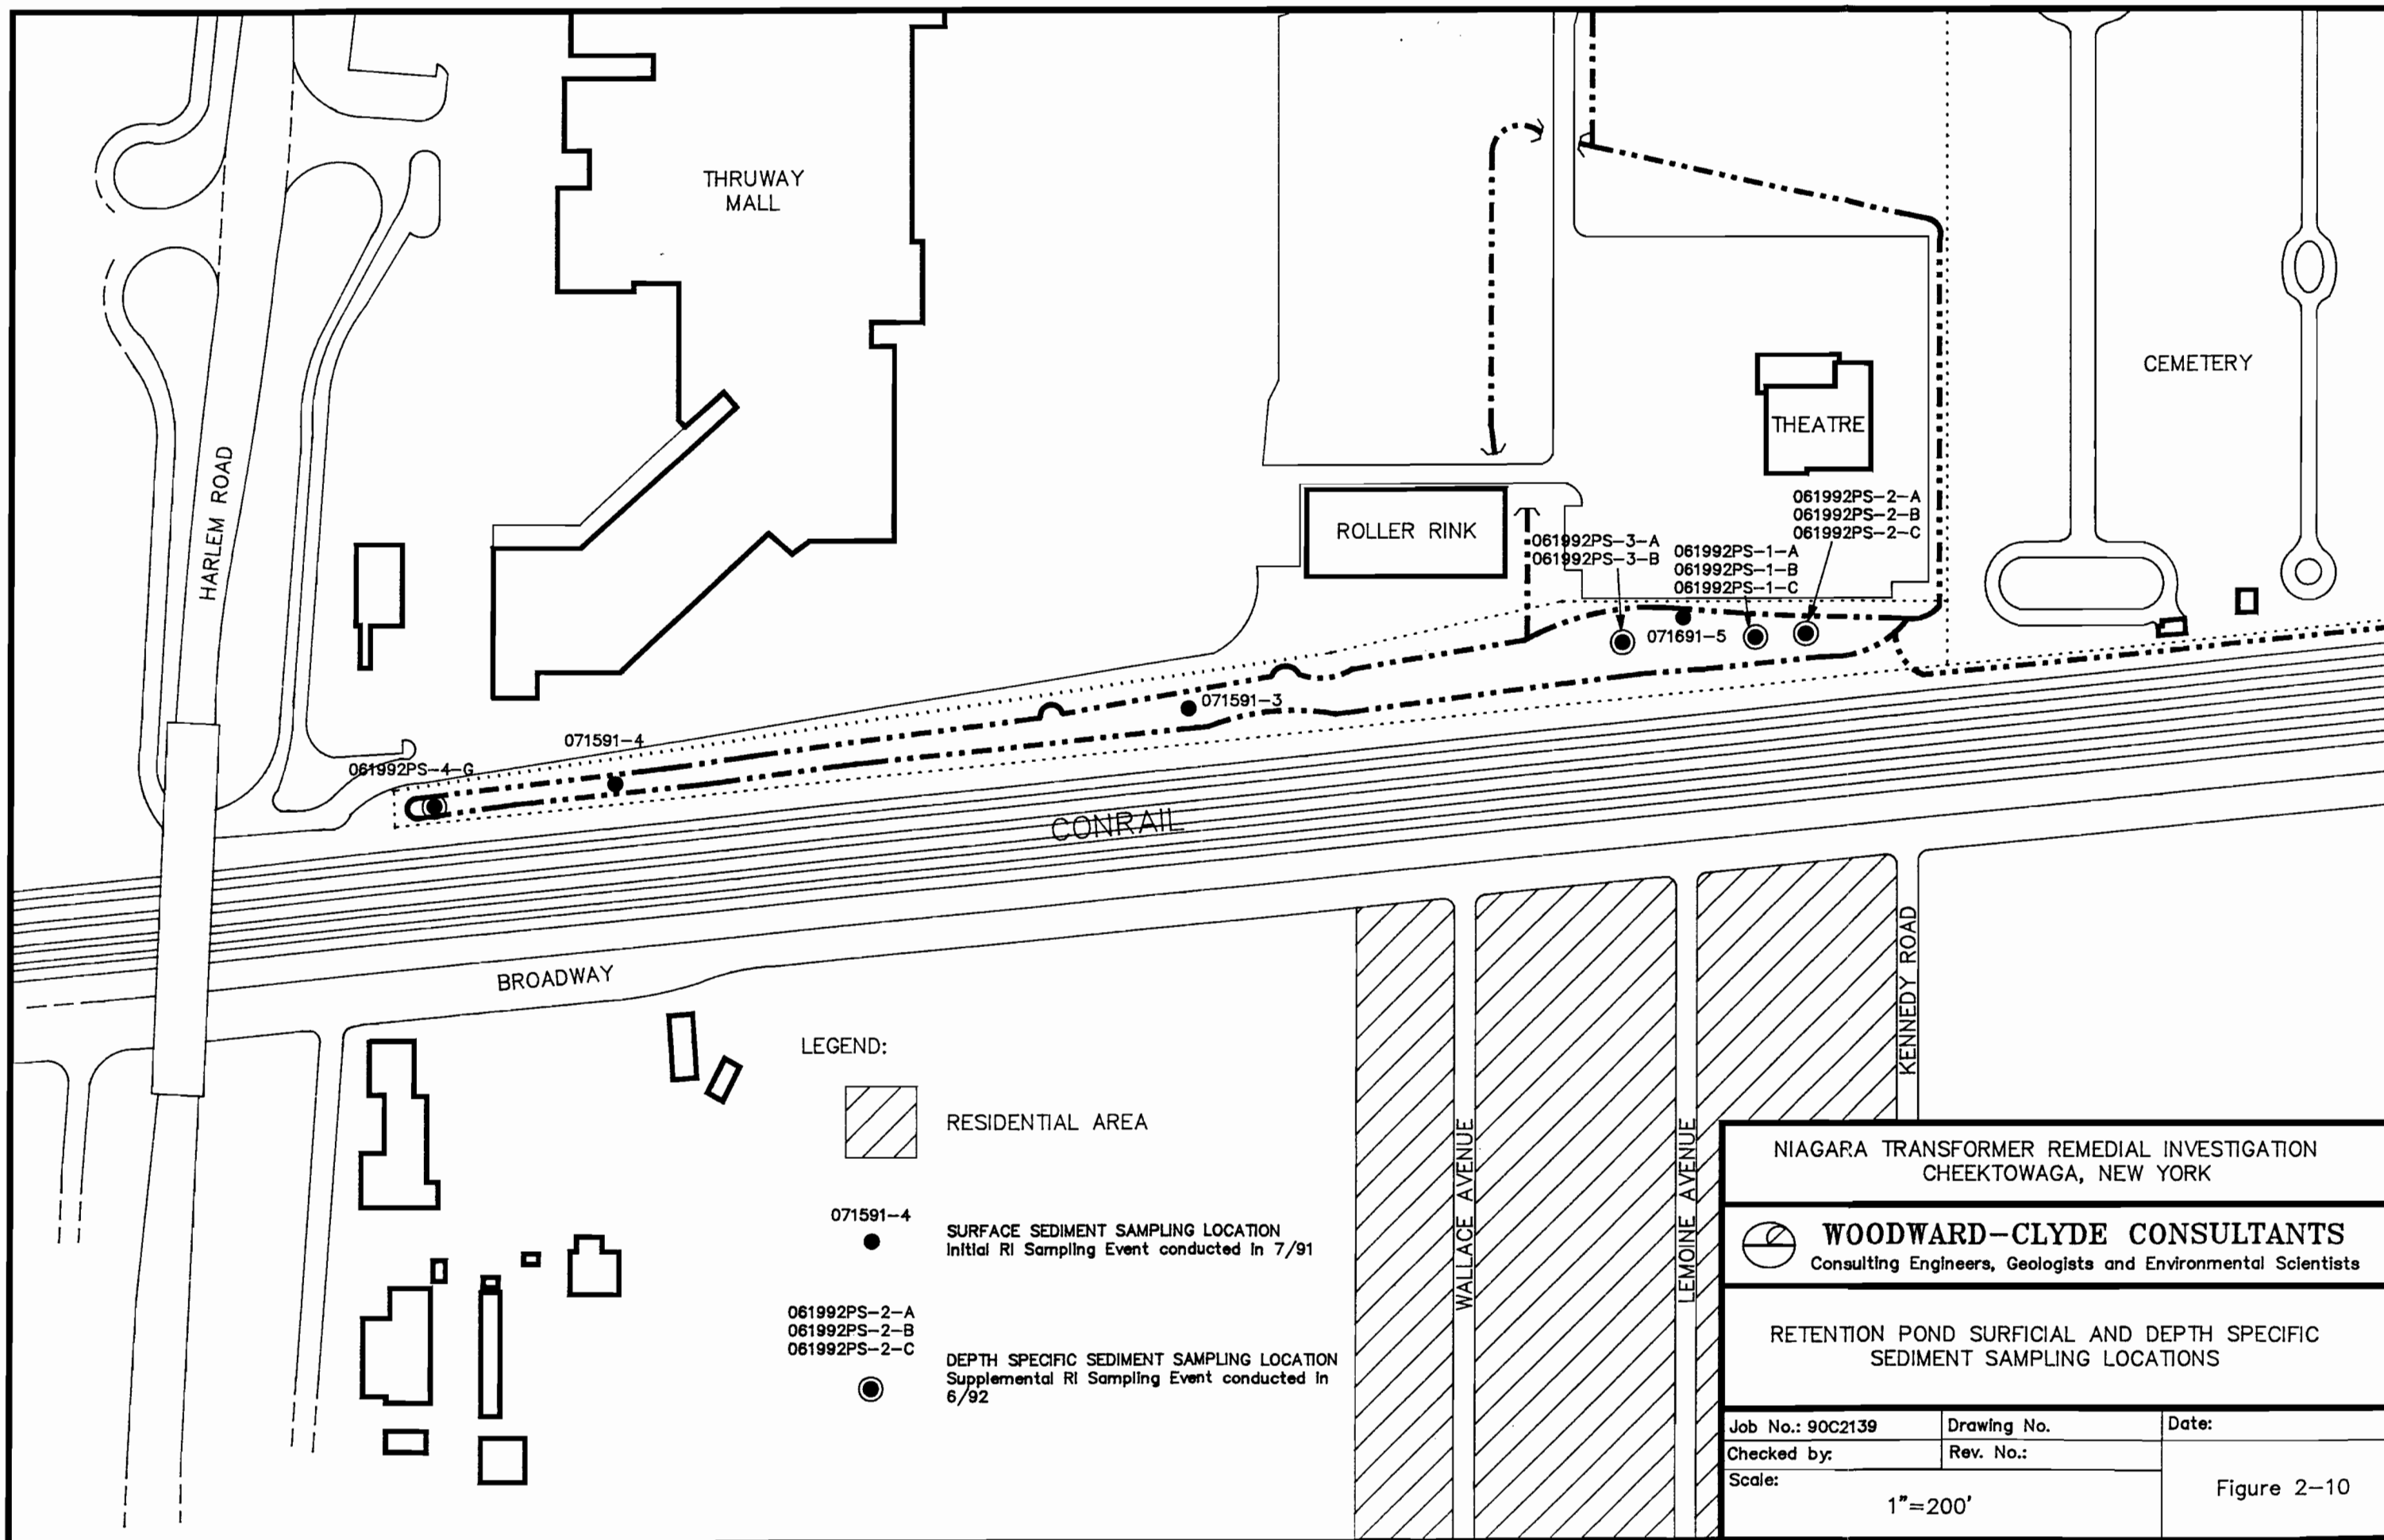 THRUWAY
MALL
CEMETERY
THEATRE
HARLEM ROAD
ROLLER RINK
061992PS-2-A
061992PS-2-B
061992PS-2-C
061992PS-3-A
061992PS-3-B
061992PS-1-A
061992PS-1-B
061992PS-1-C
071691-5
071591-3
071591-4
061992PS-4-G
CONRAIL
BROADWAY
KENNEDY ROAD
WALLACE AVENUE
LEMOINE AVENUE
LEGEND:
RESIDENTIAL AREA
071591-4
SURFACE SEDIMENT SAMPLING LOCATION
Initial RI Sampling Event conducted in 7/91
061992PS-2-A
061992PS-2-B
061992PS-2-C
DEPTH SPECIFIC SEDIMENT SAMPLING LOCATION
Supplemental RI Sampling Event conducted in
6/92
NIAGARA TRANSFORMER REMEDIAL INVESTIGATION
CHEEKTOWAGA, NEW YORK
WOODWARD-CLYDE CONSULTANTS
Consulting Engineers, Geologists and Environmental Scientists
RETENTION POND SURFICIAL AND DEPTH SPECIFIC
SEDIMENT SAMPLING LOCATIONS
Job No.: 90C2139
Drawing No.
Date:
Checked by:
Rev. No.:
Scale:
1"=200'
Figure 2-10